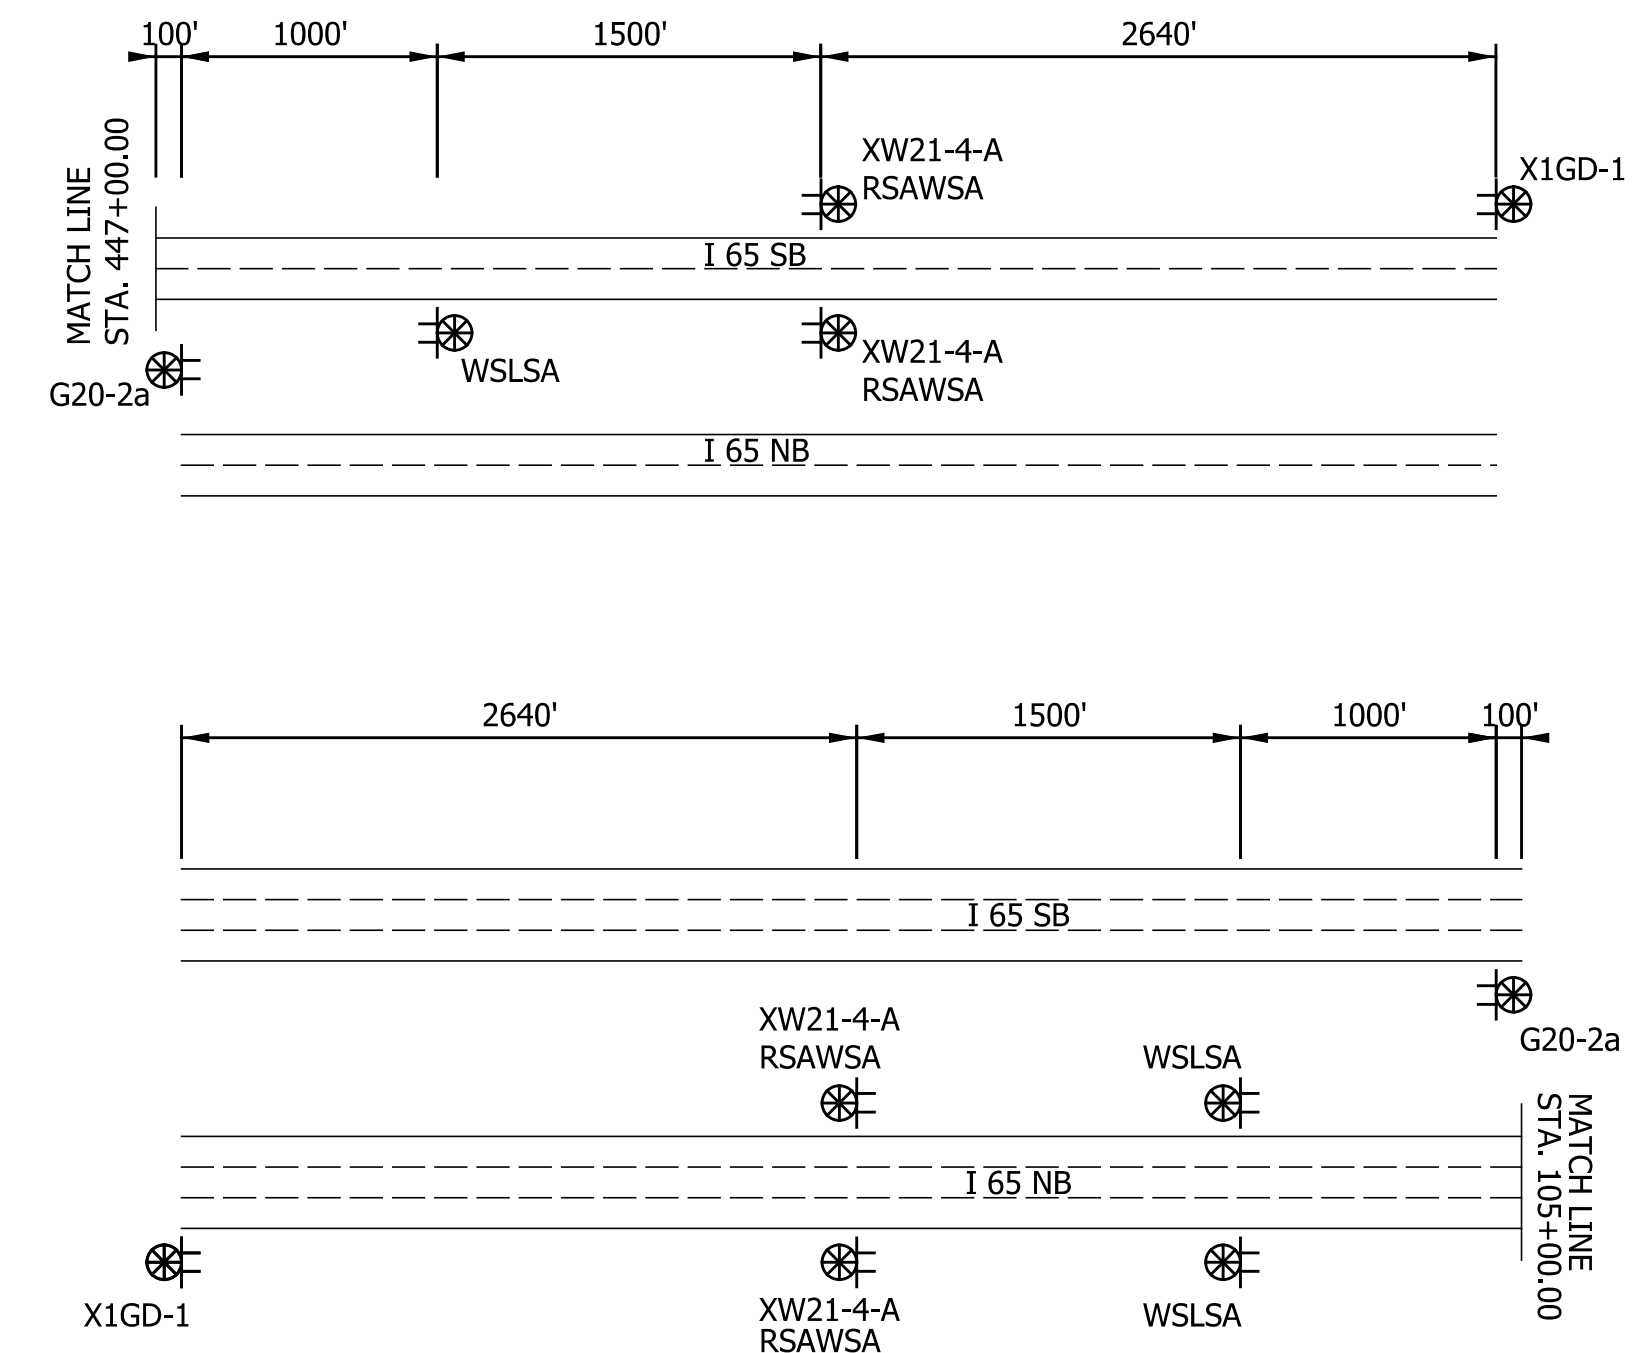 100'
1000'
1500'
2640'
MATCH LINE
STA. 447+00.00
XW21-4-A
RSAWSA
X1GD-1
I 65 SB
G20-2a
WSLSA
XW21-4-A
RSAWSA
I 65 NB
2640'
1500'
1000'
100'
I 65 SB
XW21-4-A
RSAWSA
WSLSA
G20-2a
I 65 NB
MATCH LINE
STA. 105+00.00
X1GD-1
XW21-4-A
RSAWSA
WSLSA